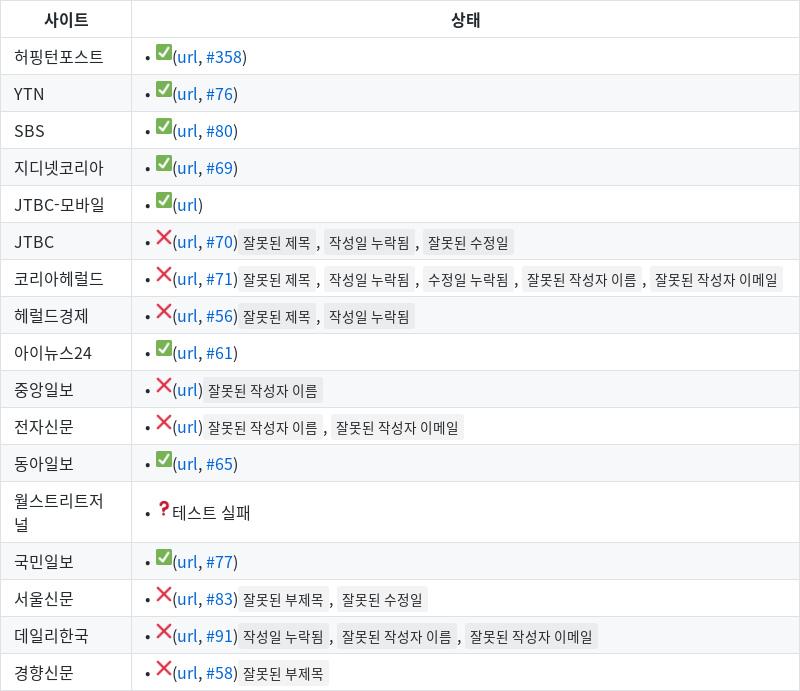 사이트 상태
허핑턴포스트 • ✅(url, #358)
YTN • ✅(url, #76)
SBS • ✅(url, #80)
지디넷코리아 • ✅(url, #69)
JTBC-모바일 • ✅(url)
JTBC • ❌(url, #70) 잘못된 제목 , 작성일 누락됨 , 잘못된 수정일
코리아헤럴드 • ❌(url, #71) 잘못된 제목 , 작성일 누락됨 , 수정일 누락됨 , 잘못된 작성자 이름 , 잘못된 작성자 이메일
헤럴드경제 • ❌(url, #56) 잘못된 제목 , 작성일 누락됨
아이뉴스24 • ✅(url, #61)
중앙일보 • ❌(url) 잘못된 작성자 이름
전자신문 • ❌(url) 잘못된 작성자 이름 , 잘못된 작성자 이메일
동아일보 • ✅(url, #65)
월스트리트저
널 • ❓테스트 실패
국민일보 • ✅(url, #77)
서울신문 • ❌(url, #83) 잘못된 부제목 , 잘못된 수정일
데일리한국 • ❌(url, #91) 작성일 누락됨 , 잘못된 작성자 이름 , 잘못된 작성자 이메일
경향신문 • ❌(url, #58) 잘못된 부제목